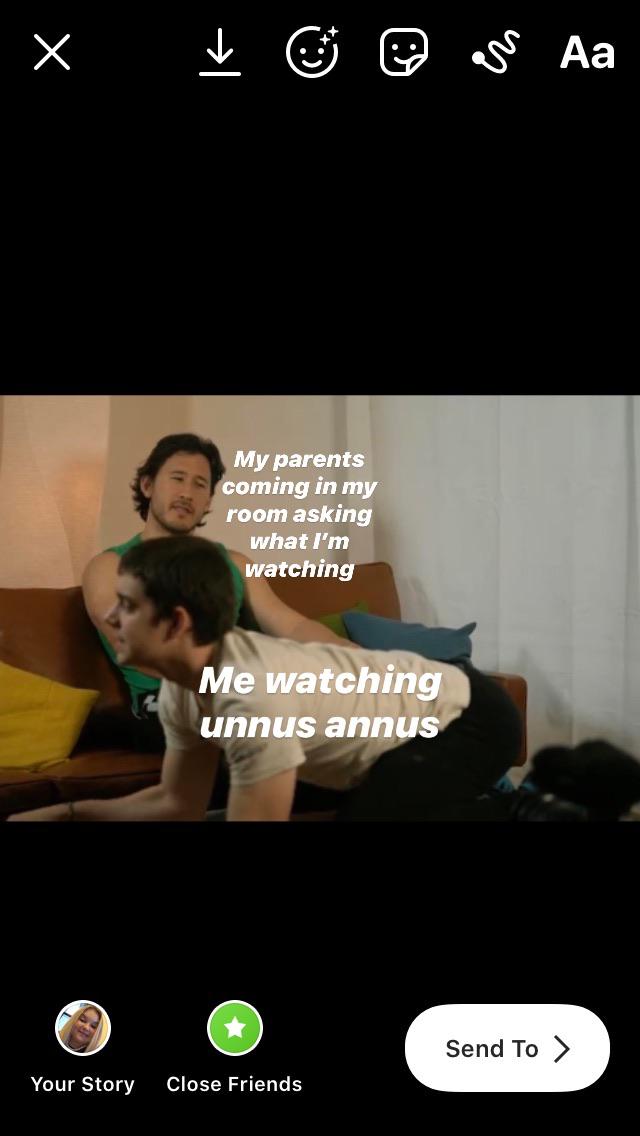 Aa
My parents
coming in my
room asking
what I'm
watching
Me watching
unnus annus
Your Story
Close Friends
Send To